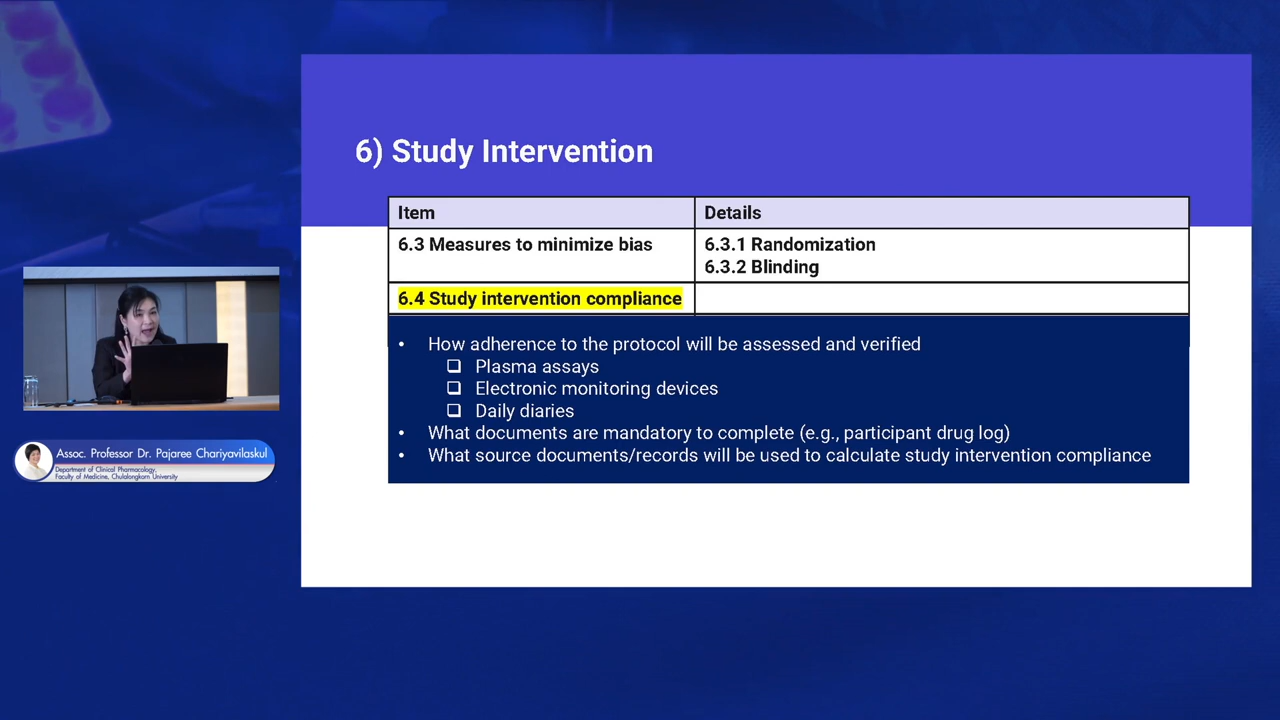 6) Study Intervention
Item
Details
6.3 Measures to minimize bias
6.3.1 Randomization
6.3.2 Blinding
6.4 Study intervention compliance
• How adherence to the protocol will be assessed and verified
❑ Plasma assays
❑ Electronic monitoring devices
❑ Daily diaries
• What documents are mandatory to complete (e.g., participant drug log)
• What source documents/records will be used to calculate study intervention compliance
Assoc. Professor Dr. Pajaree Chariyavilaskul
Department of Clinical Pharmacology,
Faculty of Medicine, Chulalongkorn University